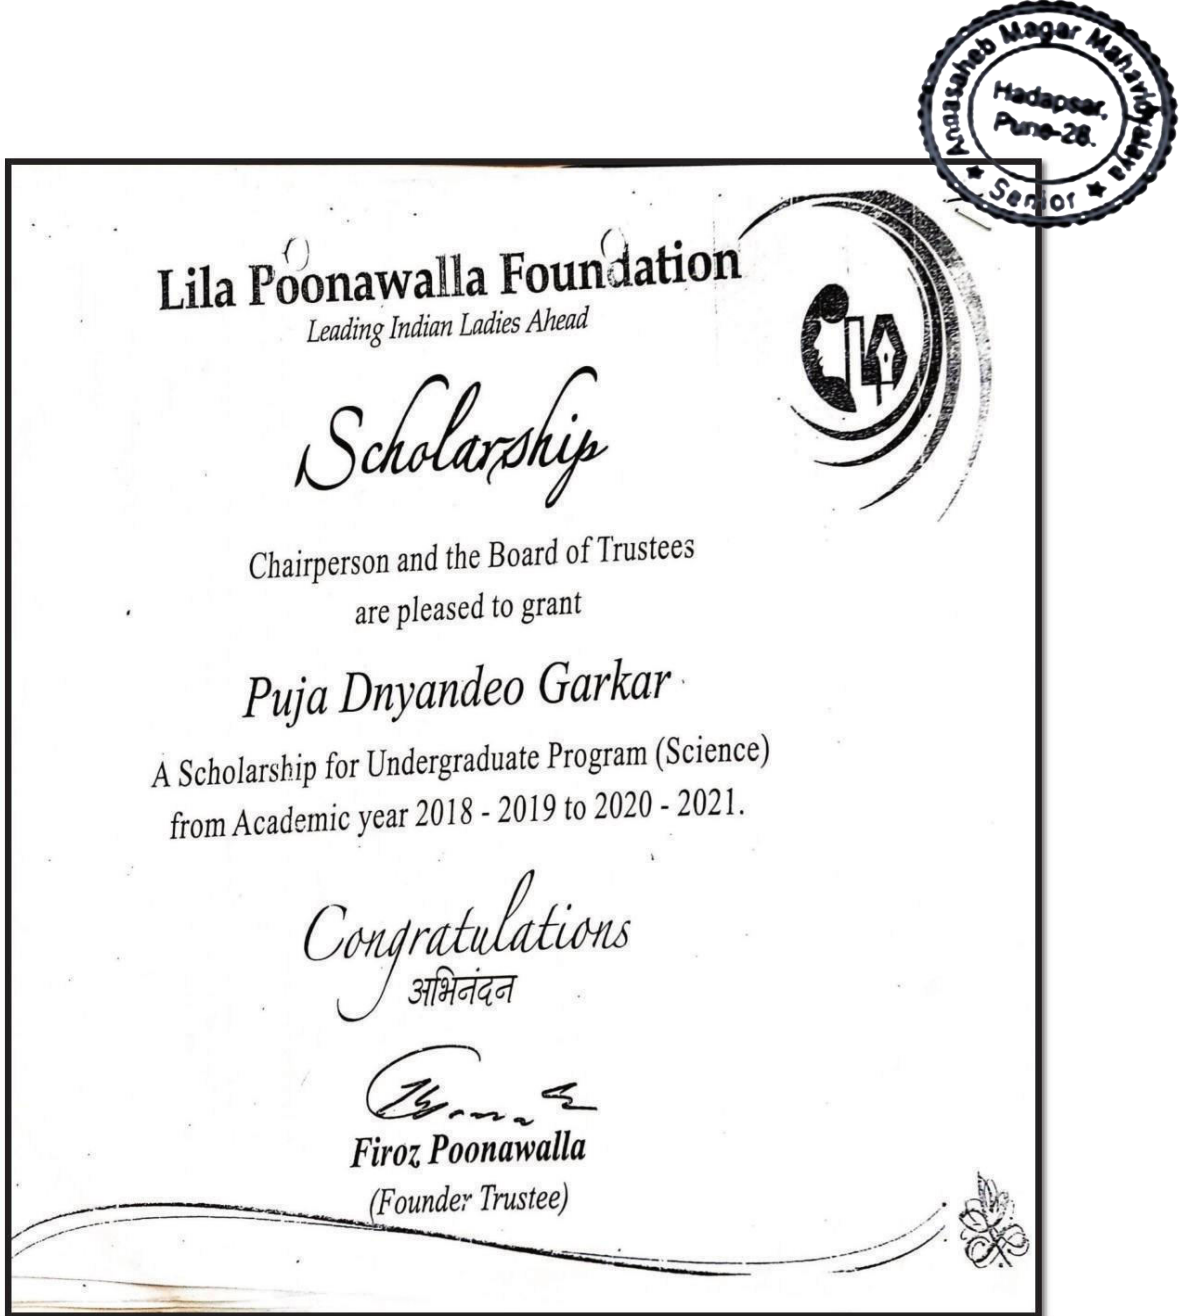 Annasaheb Magar Mahavidyalaya
Hadapsar,
Pune-28.
★ Senior ★
Lila Poonawalla Foundation
Leading Indian Ladies Ahead
LILA
Scholarship
Chairperson and the Board of Trustees
are pleased to grant
Puja Dnyandeo Garkar
A Scholarship for Undergraduate Program (Science)
from Academic year 2018 - 2019 to 2020 - 2021.
Congratulations
अभिनंदन
Firoz Poonawalla
(Founder Trustee)